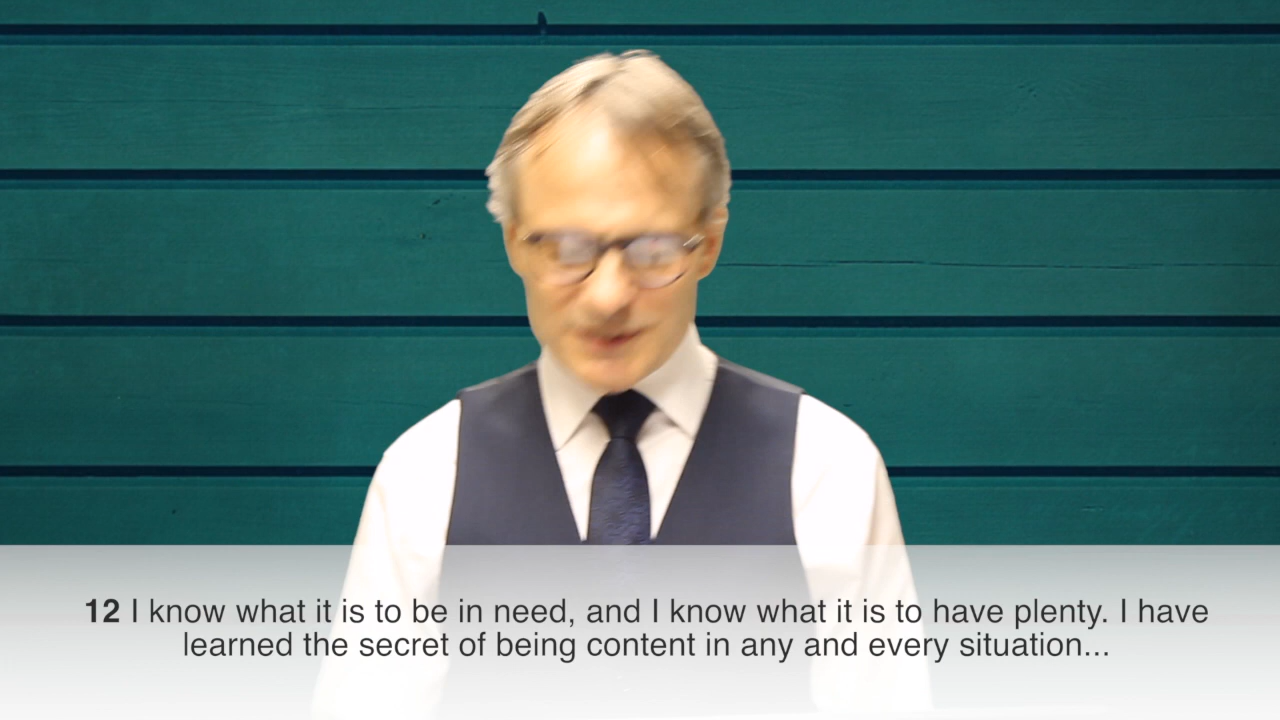 12 I know what it is to be in need, and I know what it is to have plenty. I have
learned the secret of being content in any and every situation...